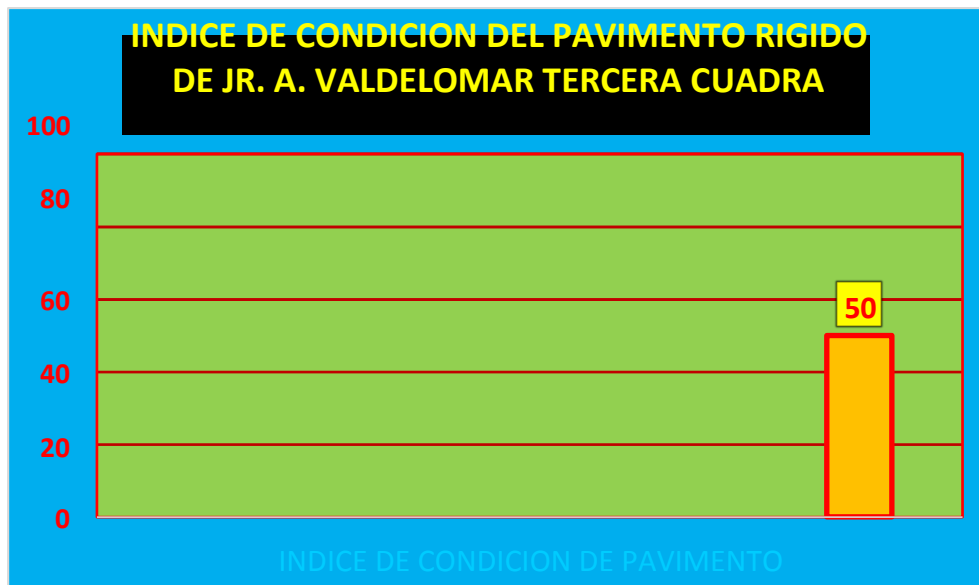 INDICE DE CONDICION DEL PAVIMENTO RIGIDO
DE JR. A. VALDELOMAR TERCERA CUADRA
100
80
60
50
40
20
0
INDICE DE CONDICION DE PAVIMENTO